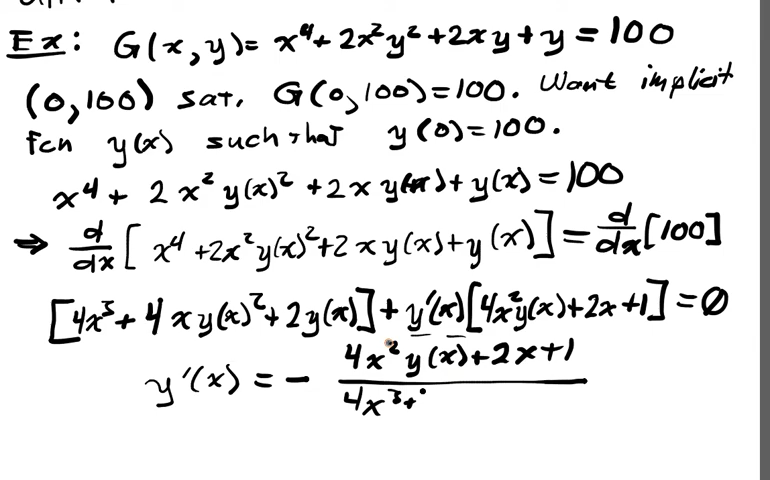 Ex: G(x,y)= x⁴+ 2x²y² +2xy+y = 100
(0,100) sat. G(0,100)=100. Want implicit
fcn y(x) such that y(0)=100.
x⁴ + 2x² y(x)² +2x y(x)+ y(x) = 100
⇒ d/dx [ x⁴ +2x²y(x)²+2xy(x)+y(x)] = d/dx [100]
[4x³+ 4xy(x)²+2y(x)] + y'(x)[4x²y(x)+2x+1] = 0
y'(x) = - 4x²y(x)+2x+1
4x³+